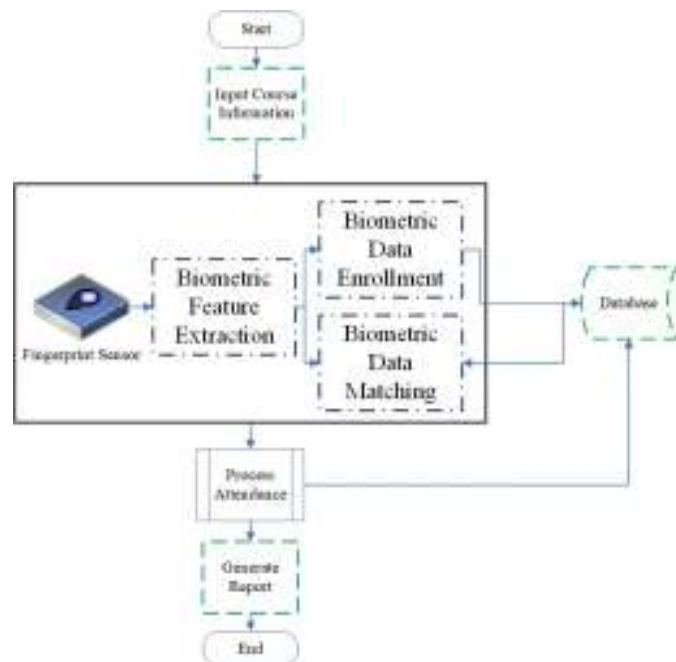 Start
Input Course
Information
Biometric
Data
Enrollment
Biometric
Feature
Extraction
Fingerprint Sensor
Biometric
Data
Matching
Database
Process
Attendance
Generate
Report
End